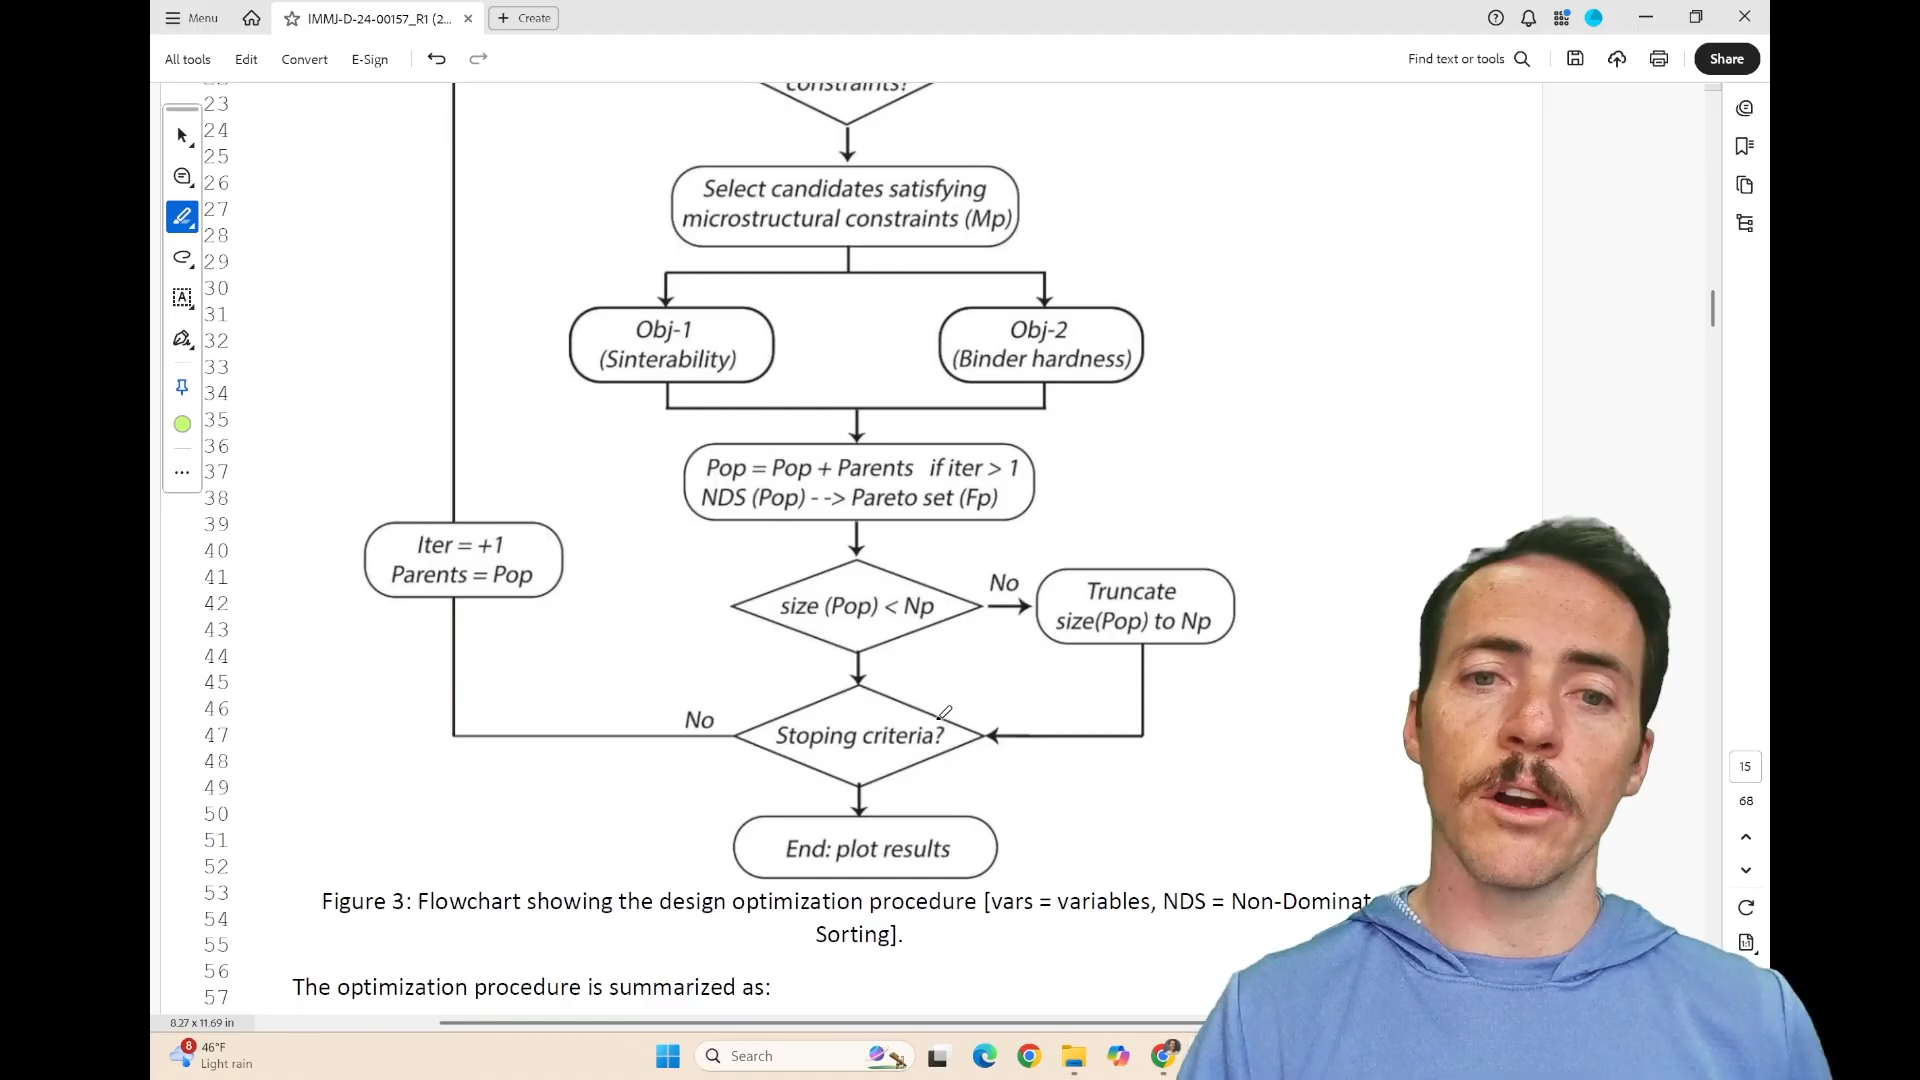 Menu
IMMJ-D-24-00157_R1 (2...
Create
All tools
Edit
Convert
E-Sign
Find text or tools
Share
23
24
25
26
27
28
29
30
31
32
33
34
35
36
37
38
39
40
41
42
43
44
45
46
47
48
49
50
51
52
53
54
55
56
57
constraints?
Select candidates satisfying
microstructural constraints (Mp)
Obj-1
(Sinterability)
Obj-2
(Binder hardness)
Pop = Pop + Parents if iter > 1
NDS (Pop) - -> Pareto set (Fp)
Iter = +1
Parents = Pop
size (Pop) < Np
No
Truncate
size(Pop) to Np
No
Stoping criteria?
End: plot results
Figure 3: Flowchart showing the design optimization procedure [vars = variables, NDS = Non-Dominat
Sorting].
The optimization procedure is summarized as:
15
68
8.27 x 11.69 in
8
46°F
Light rain
Search